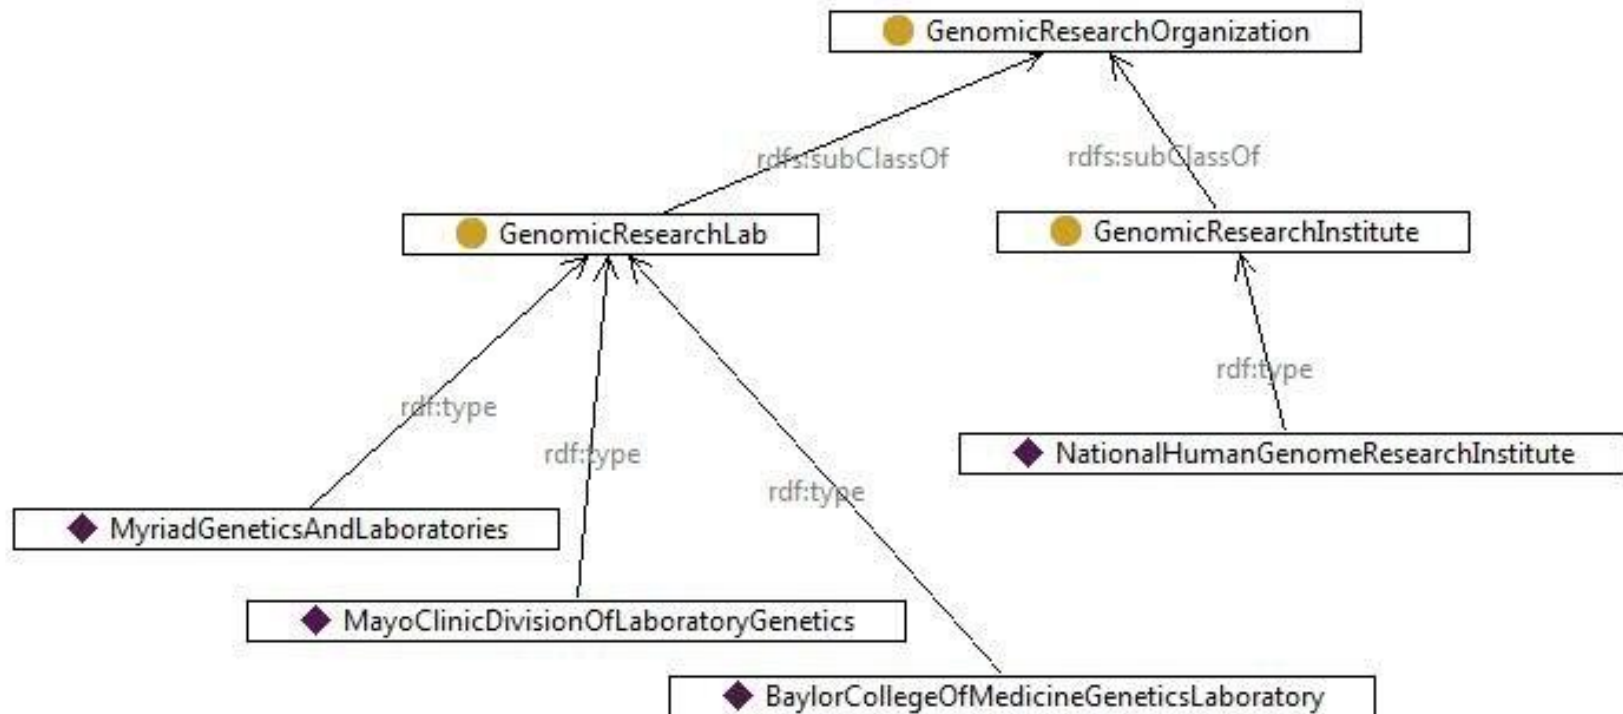 GenomicResearchOrganization
rdfs:subClassOf
rdfs:subClassOf
GenomicResearchLab
GenomicResearchInstitute
rdf:type
rdf:type
rdf:type
rdf:type
NationalHumanGenomeResearchInstitute
MyriadGeneticsAndLaboratories
MayoClinicDivisionOfLaboratoryGenetics
BaylorCollegeOfMedicineGeneticsLaboratory